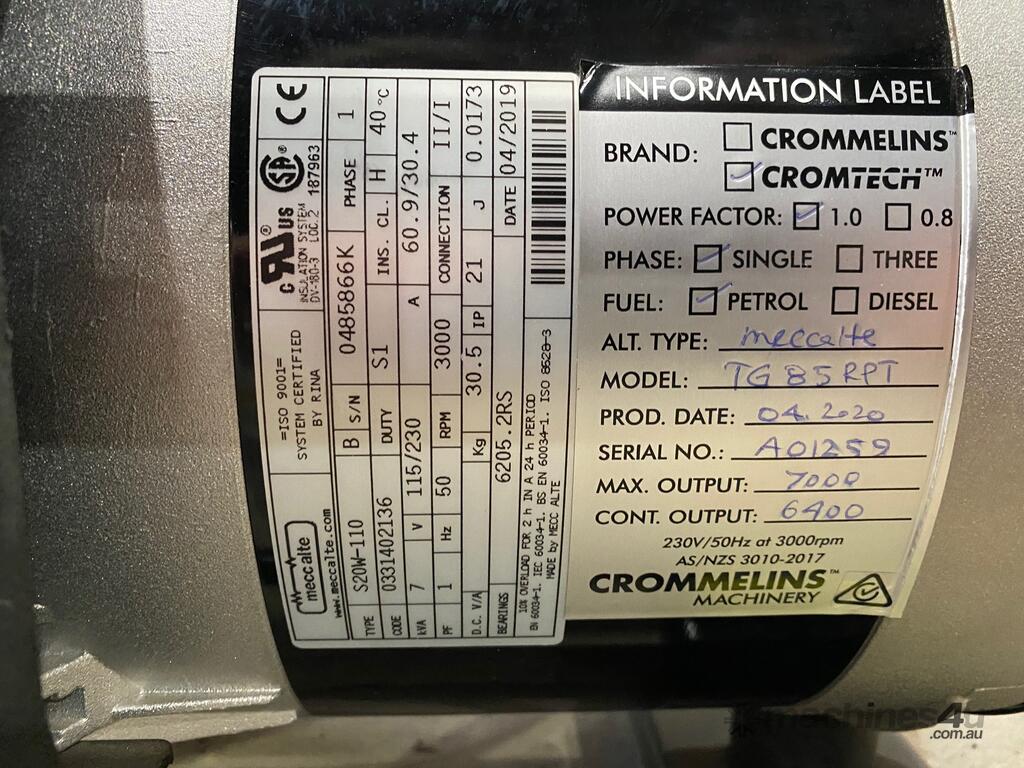 meccalte
www.meccalte.com
=ISO 9001=
SYSTEM CERTIFIED
BY RINA
c RU us
INSULATION SYSTEM
DV-180-3 LOC.2
SA
187963
CE
TYPE S20W-110 B S/N 0485866K PHASE 1
CODE 0331402136 DUTY S1 INS. CL. H 40°C
kVA 7 V 115/230 A 60.9/30.4
PF 1 Hz 50 RPM 3000 CONNECTION II/I
D.C. V/A Kg 30.5 IP 21 J 0.0173
BEARINGS 6205.2RS DATE 04/2019
10% OVERLOAD FOR 2 h IN A 24 h PERIOD
EN 60034-1. IEC 60034-1. BS EN 60034-1. ISO 8528-3
MADE by MECC ALTE
INFORMATION LABEL
BRAND: CROMMELINS™
CROMTECH™
POWER FACTOR: 1.0 0.8
PHASE: SINGLE THREE
FUEL: PETROL DIESEL
ALT. TYPE: meccalte
MODEL: TG85RPT
PROD. DATE: 04.2020
SERIAL NO.: A01259
MAX. OUTPUT: 7000
CONT. OUTPUT: 6400
230V/50Hz at 3000rpm
AS/NZS 3010-2017
CROMMELINS™
MACHINERY
machines4u
.com.au